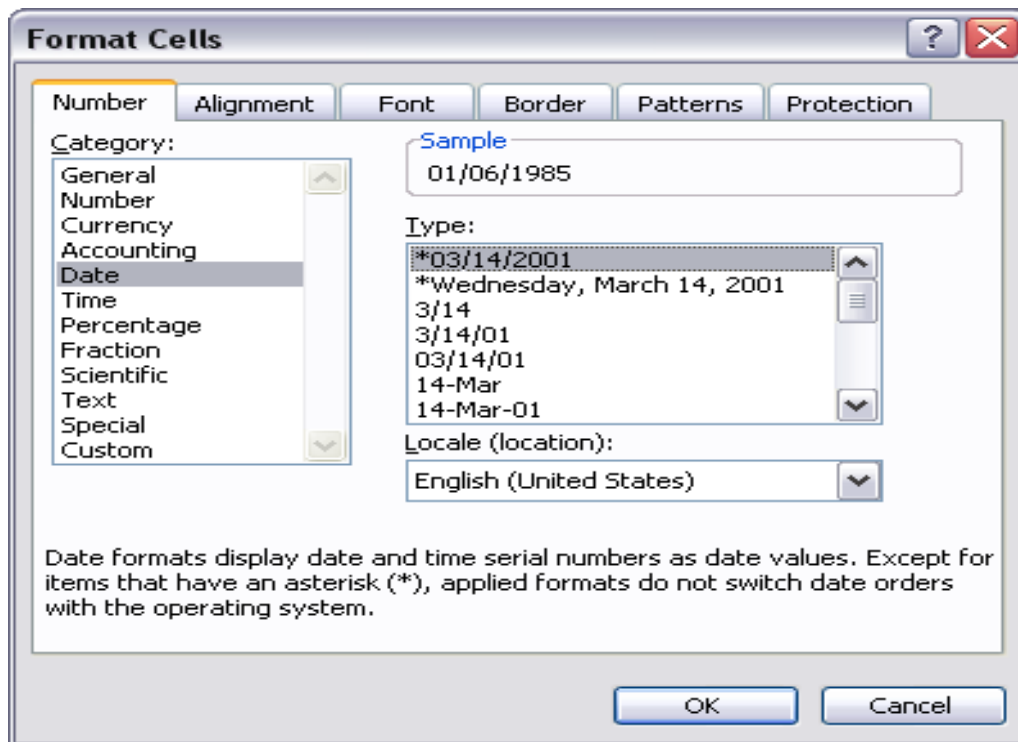 Format Cells
Number Alignment Font Border Patterns Protection
Category:
General
Number
Currency
Accounting
Date
Time
Percentage
Fraction
Scientific
Text
Special
Custom
Sample
01/06/1985
Type:
*03/14/2001
*Wednesday, March 14, 2001
3/14
3/14/01
03/14/01
14-Mar
14-Mar-01
Locale (location):
English (United States)
Date formats display date and time serial numbers as date values. Except for
items that have an asterisk (*), applied formats do not switch date orders
with the operating system.
OK Cancel